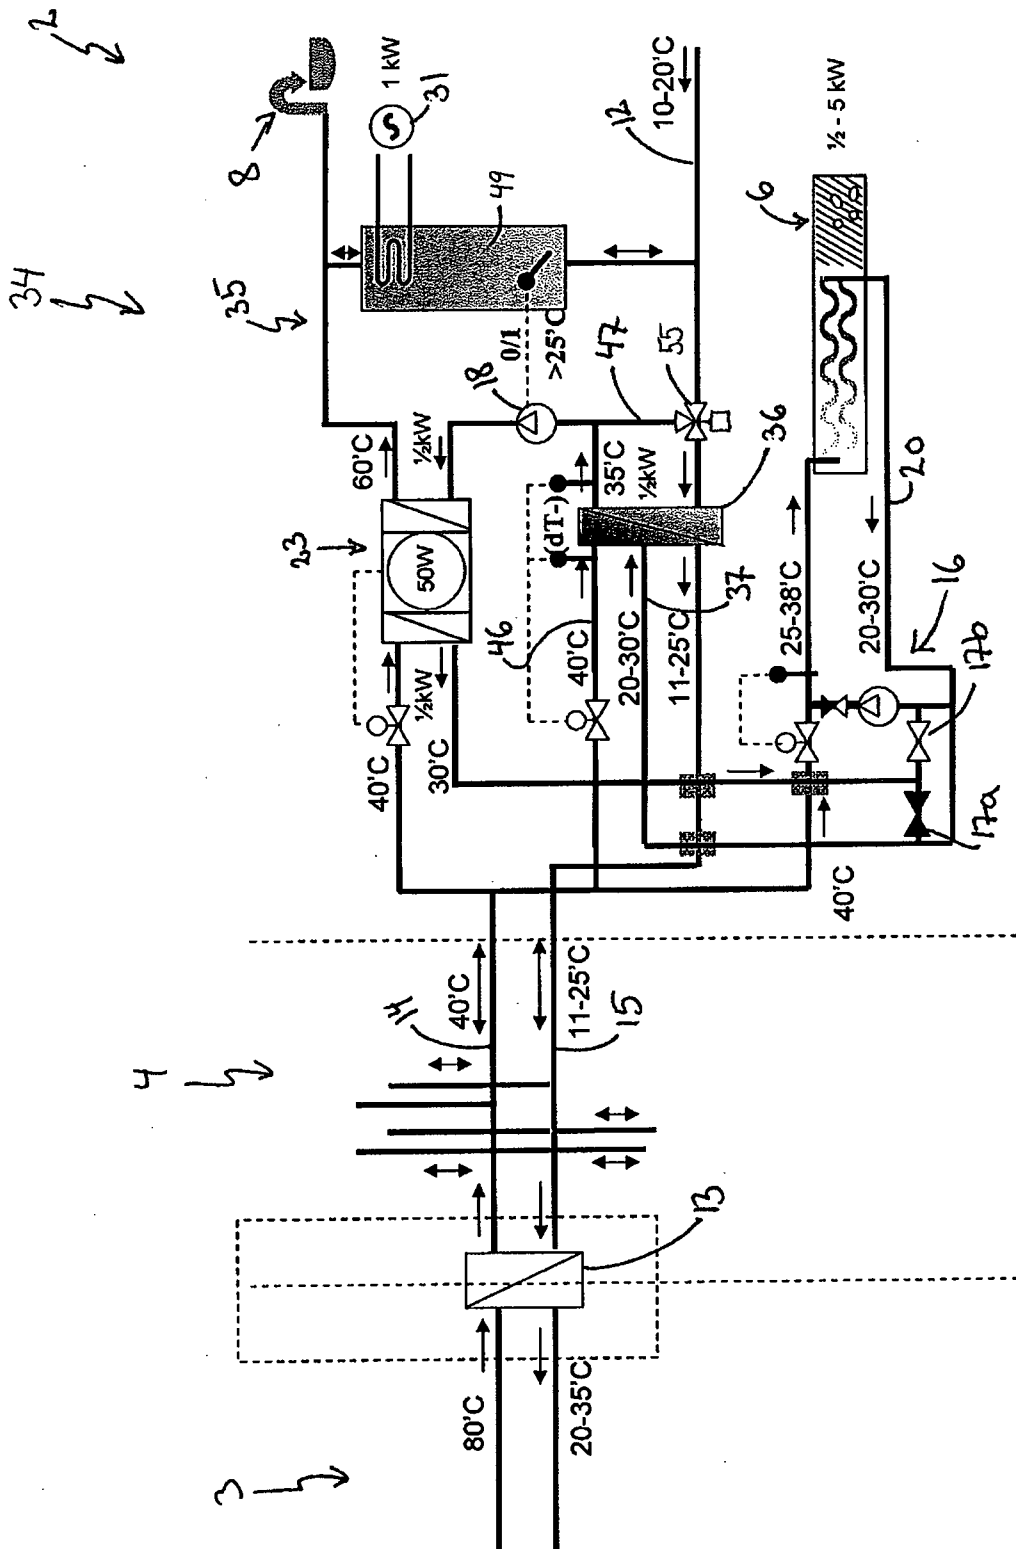 2
34
35
8
1 kW
31
49
12
10-20'C
6
½ - 5 kW
0/1
>25'C
18
47
55
36
60'C
½kW
23
50W
(dT-)
35'C
½kW
46
40'C
½kW
30'C
40'C
20-30'C
37
11-25'C
25-38'C
20
20-30'C
16
17b
17a
40'C
4
14
40'C
11-25'C
15
13
3
80'C
20-35'C